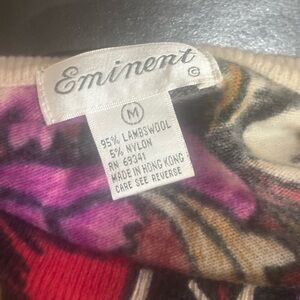 Eminent
©
M
95% LAMBSWOOL
5% NYLON
RN 69341
MADE IN HONG KONG
CARE SEE REVERSE